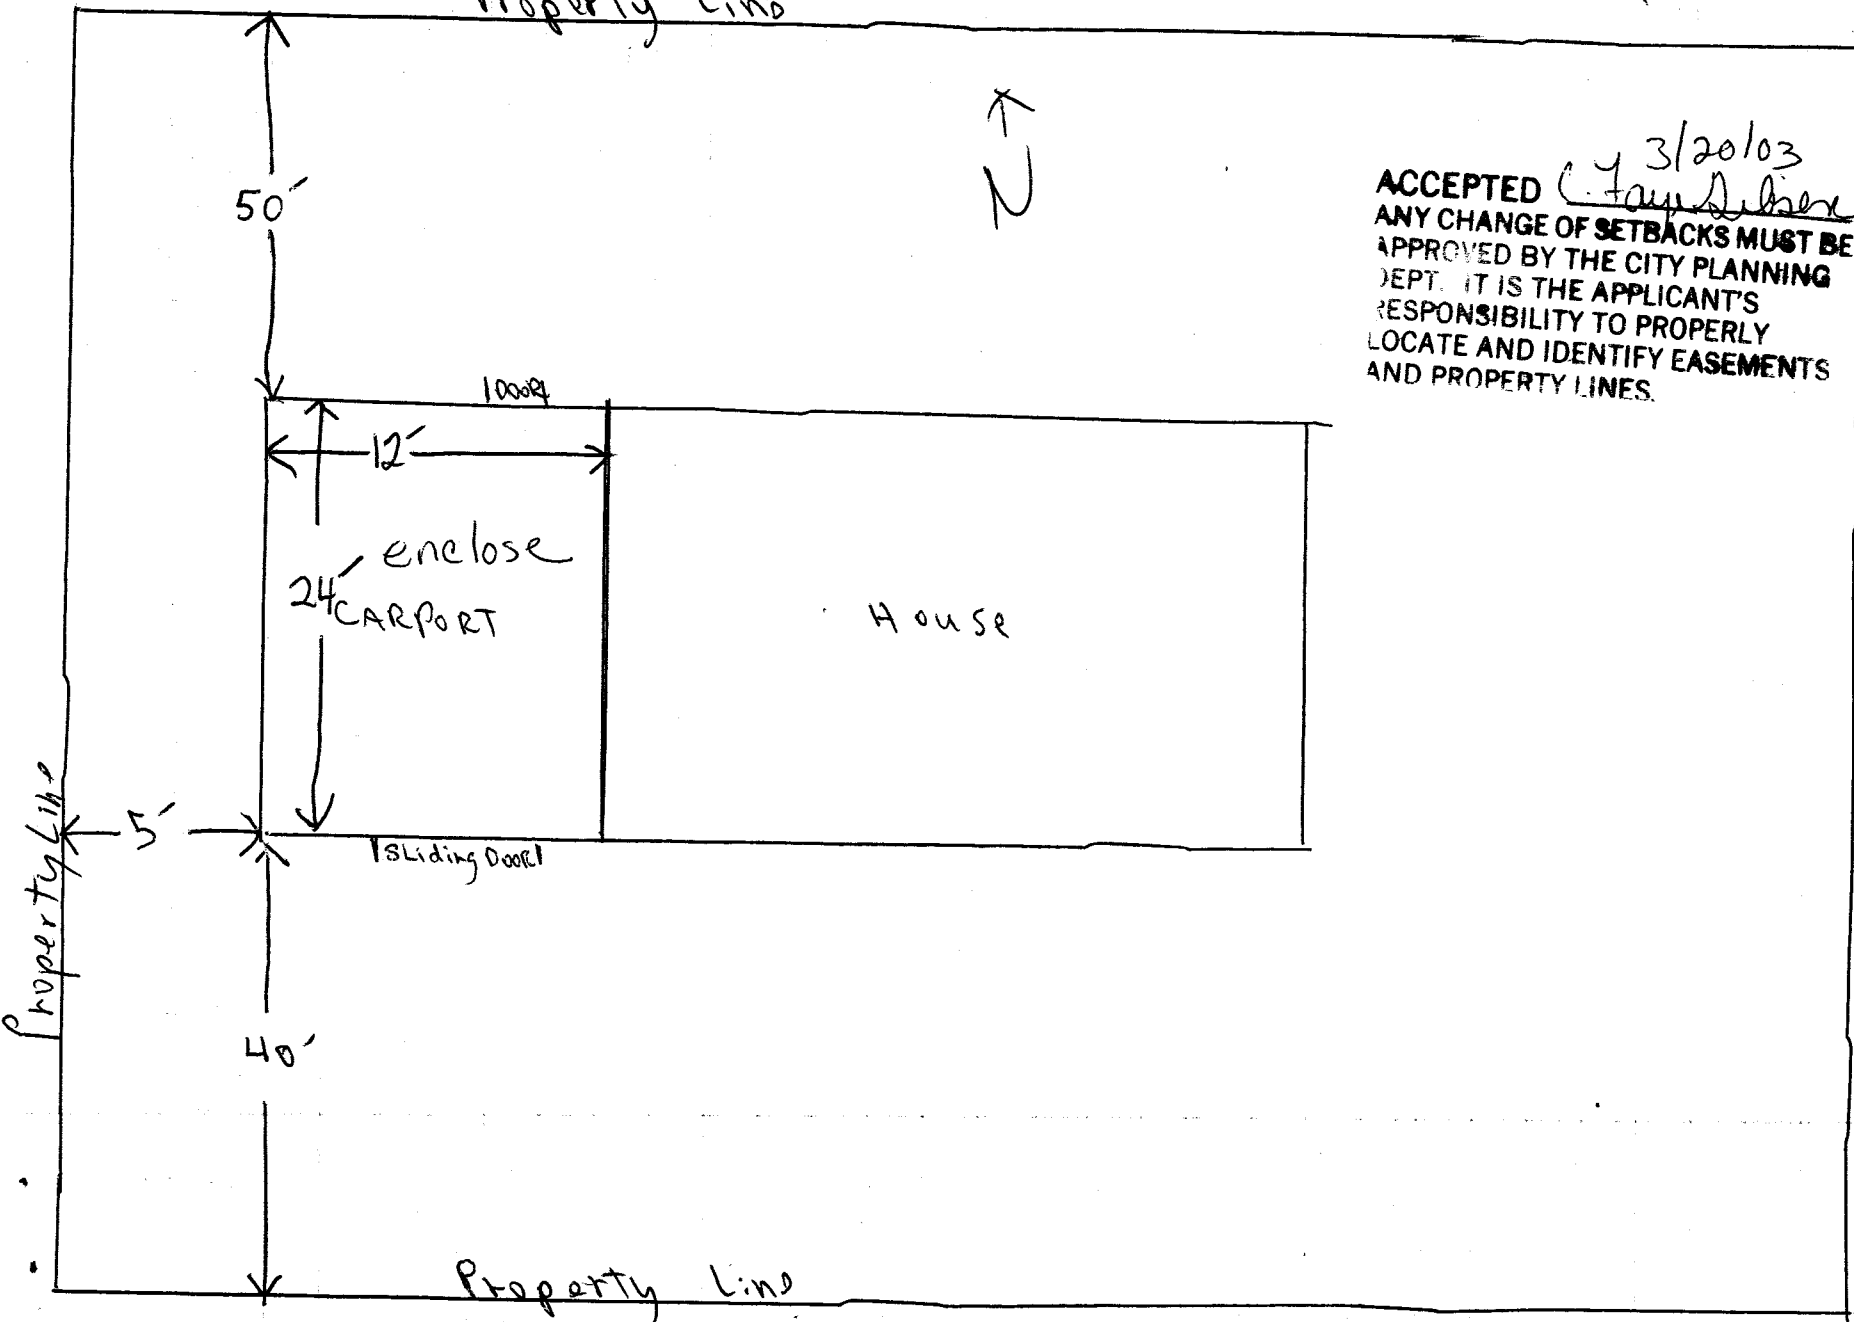 Property Line
50'
N
3/20/03
ACCEPTED C. Faye
ANY CHANGE OF SETBACKS MUST BE
APPROVED BY THE CITY PLANNING
DEPT. IT IS THE APPLICANT'S
RESPONSIBILITY TO PROPERLY
LOCATE AND IDENTIFY EASEMENTS
AND PROPERTY LINES.
DOOR
12'
enclose
24'
CARPORT
House
Property Line
5'
Sliding DOOR
40'
Property Line